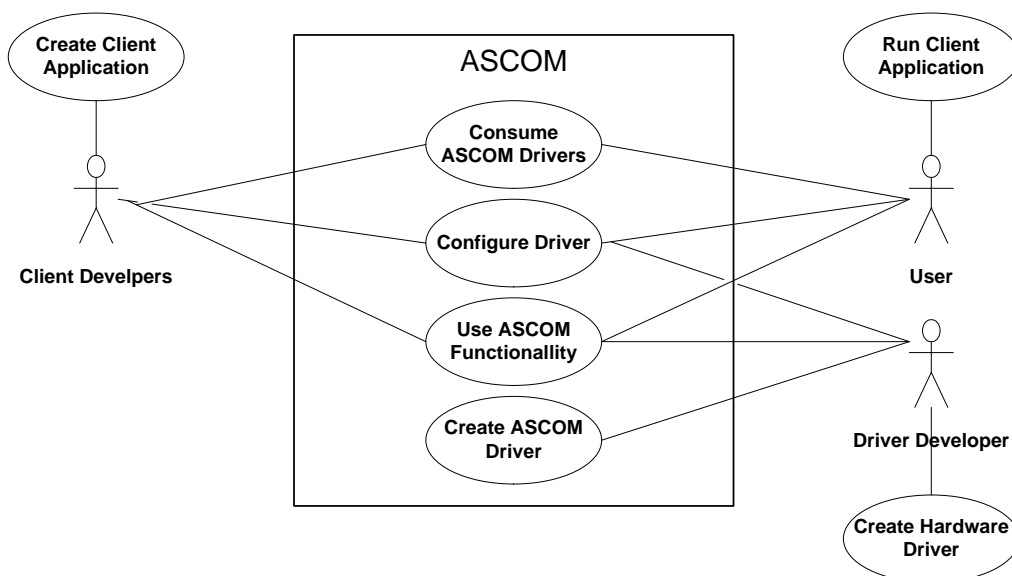 Create Client
Application
ASCOM
Run Client
Application
Consume
ASCOM Drivers
Configure Driver
Client Develpers
User
Use ASCOM
Functionallity
Create ASCOM
Driver
Driver Developer
Create Hardware
Driver